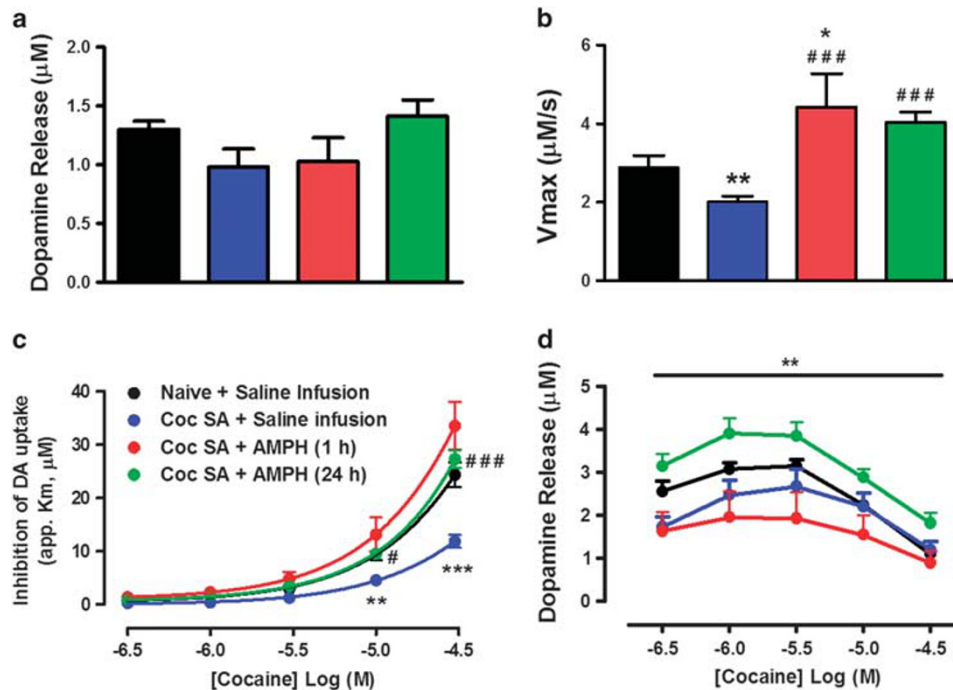 a
Dopamine Release (μM)
2.0
1.5
1.0
0.5
0.0
b
Vmax (μM/s)
6
4
2
0
**
*
###
###
c
Inhibition of DA uptake
(app. Km, μM)
40
30
20
10
0
Naive + Saline Infusion
Coc SA + Saline infusion
Coc SA + AMPH (1 h)
Coc SA + AMPH (24 h)
###
#
***
**
-6.5 -6.0 -5.5 -5.0 -4.5
[Cocaine] Log (M)
d
Dopamine Release (μM)
**
5
4
3
2
1
0
-6.5 -6.0 -5.5 -5.0 -4.5
[Cocaine] Log (M)